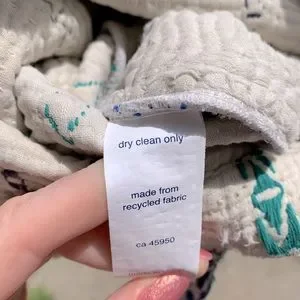 dry clean only
made from
recycled fabric
ca 45950